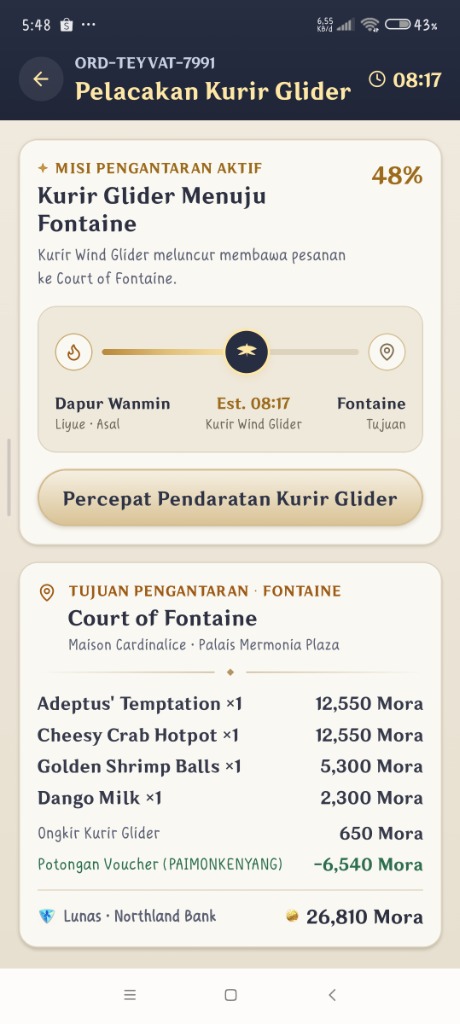 5:48
6,55 KB/d
43%
ORD-TEYVAT-7991
Pelacakan Kurir Glider
08:17
MISI PENGANTARAN AKTIF
48%
Kurir Glider Menuju
Fontaine
Kurir Wind Glider meluncur membawa pesanan
ke Court of Fontaine.
Dapur Wanmin
Est. 08:17
Fontaine
Liyue · Asal
Kurir Wind Glider
Tujuan
Percepat Pendaratan Kurir Glider
TUJUAN PENGANTARAN · FONTAINE
Court of Fontaine
Maison Cardinalice · Palais Mermonia Plaza
Adeptus' Temptation ×1 12,550 Mora
Cheesy Crab Hotpot ×1 12,550 Mora
Golden Shrimp Balls ×1 5,300 Mora
Dango Milk ×1 2,300 Mora
Ongkir Kurir Glider 650 Mora
Potongan Voucher (PAIMONKENYANG) -6,540 Mora
Lunas · Northland Bank 26,810 Mora